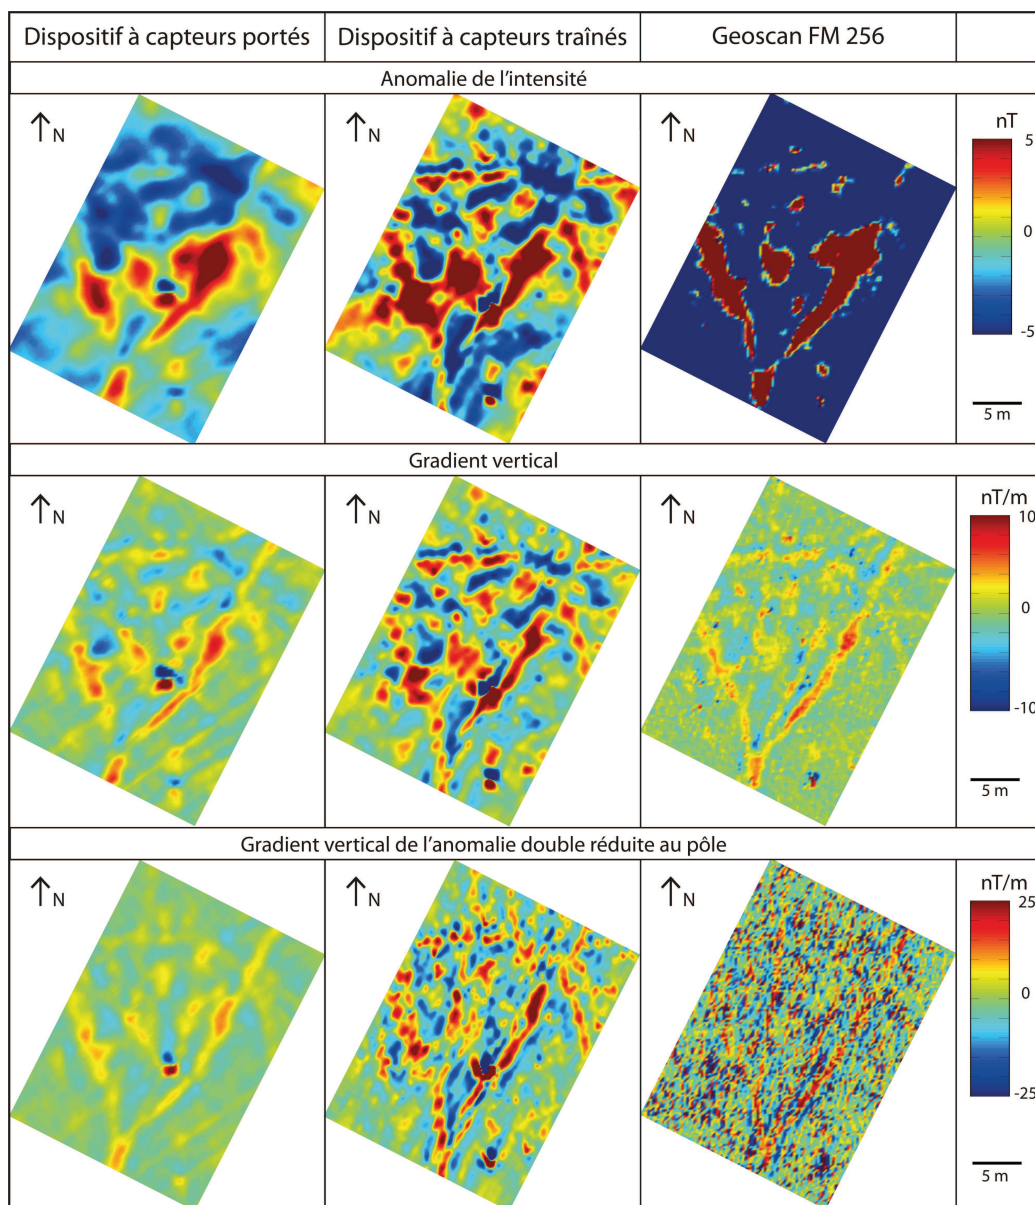 Dispositif à capteurs portés
Dispositif à capteurs traînés
Geoscan FM 256
Anomalie de l'intensité
N
N
N
nT
5
0
-5
5 m
Gradient vertical
N
N
N
nT/m
10
0
-10
5 m
Gradient vertical de l'anomalie double réduite au pôle
N
N
N
nT/m
25
0
-25
5 m